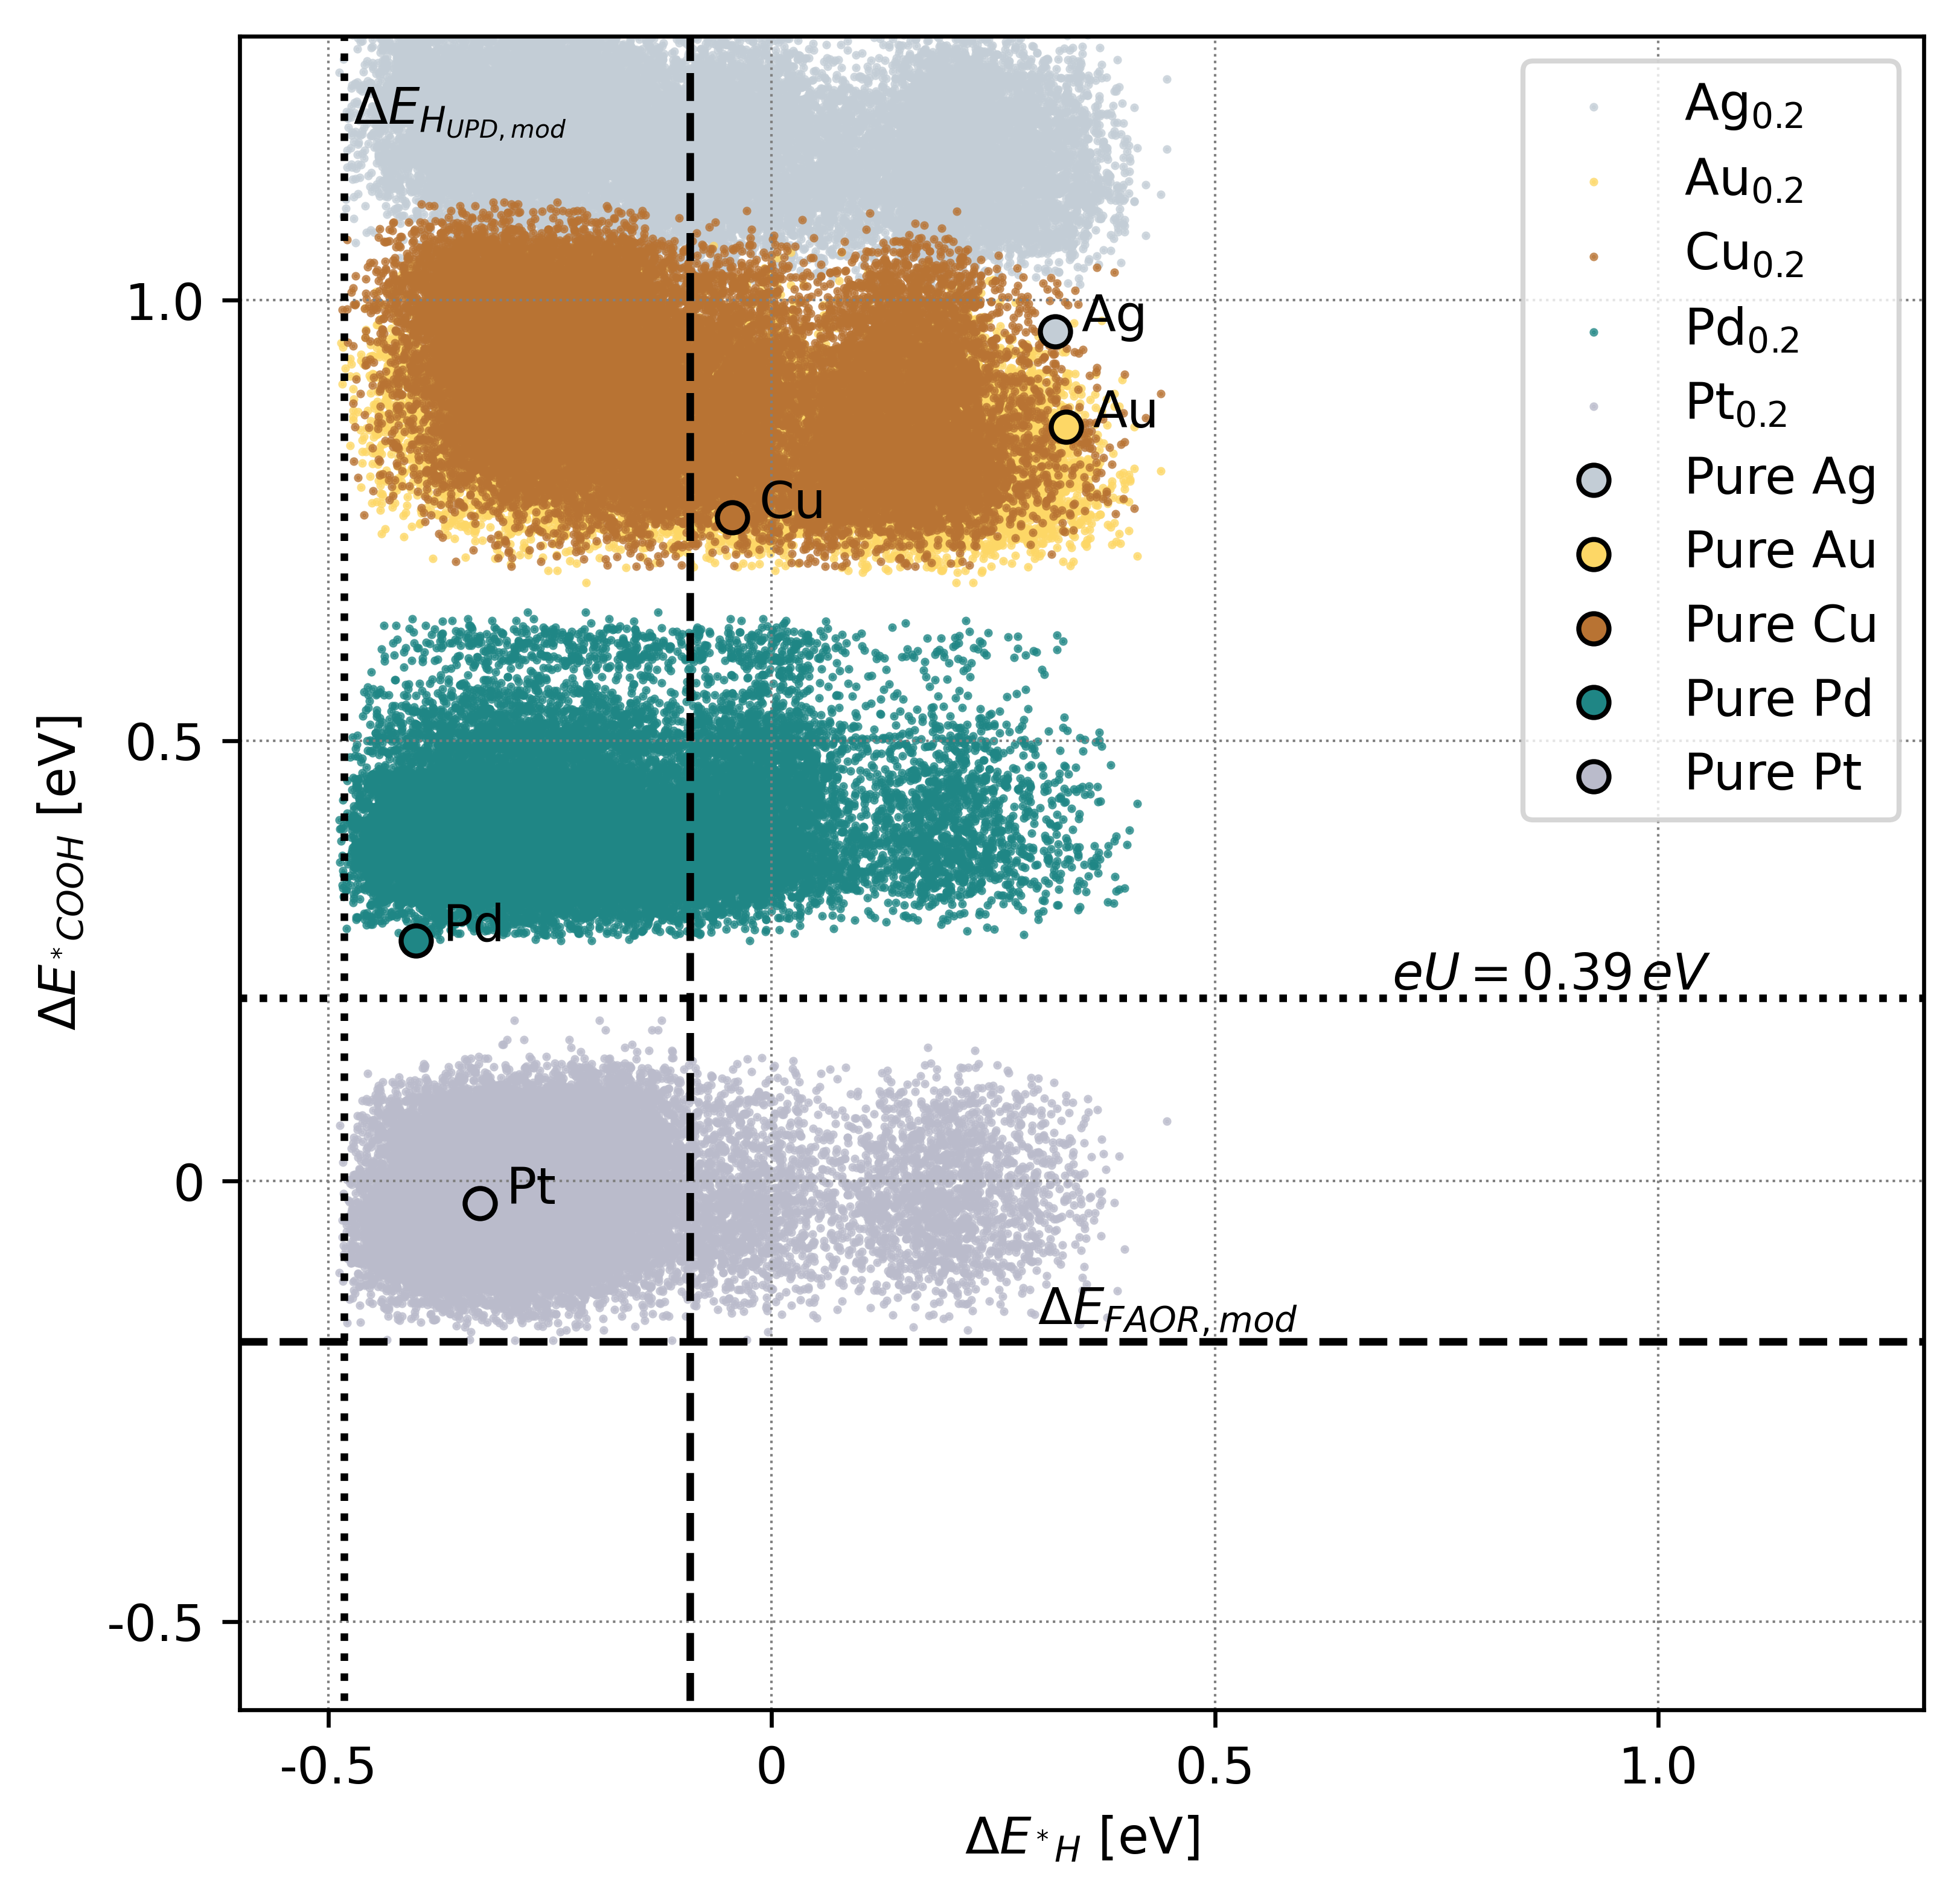 ΔE_{H_{UPD, mod}}
Ag
Au
Cu
Pd
eU = 0.39 eV
Pt
ΔE_{FAOR, mod}
Ag_{0.2}
Au_{0.2}
Cu_{0.2}
Pd_{0.2}
Pt_{0.2}
Pure Ag
Pure Au
Pure Cu
Pure Pd
Pure Pt
1.0
0.5
0
-0.5
ΔE_{*COOH} [eV]
-0.5
0
0.5
1.0
ΔE_{*H} [eV]